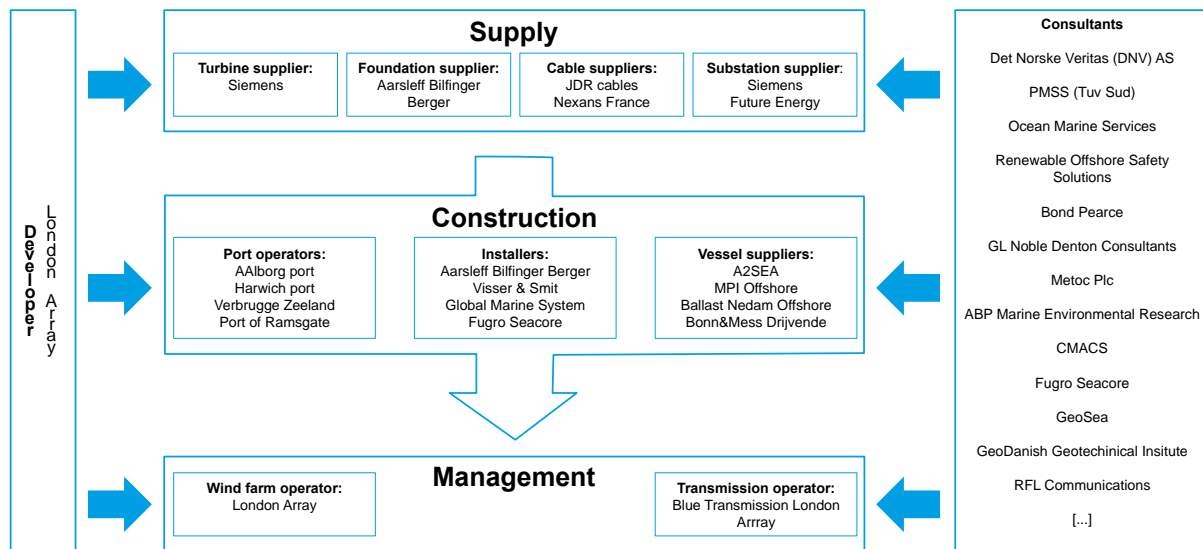 Developer
London Array
Supply
Turbine supplier:
Siemens
Foundation supplier:
Aarsleff Bilfinger
Berger
Cable suppliers:
JDR cables
Nexans France
Substation supplier:
Siemens
Future Energy
Construction
Port operators:
AAlborg port
Harwich port
Verbrugge Zeeland
Port of Ramsgate
Installers:
Aarsleff Bilfinger Berger
Visser & Smit
Global Marine System
Fugro Seacore
Vessel suppliers:
A2SEA
MPI Offshore
Ballast Nedam Offshore
Bonn&Mess Drijvende
Management
Wind farm operator:
London Array
Transmission operator:
Blue Transmission London
Arrray
Consultants
Det Norske Veritas (DNV) AS
PMSS (Tuv Sud)
Ocean Marine Services
Renewable Offshore Safety
Solutions
Bond Pearce
GL Noble Denton Consultants
Metoc Plc
ABP Marine Environmental Research
CMACS
Fugro Seacore
GeoSea
GeoDanish Geotechinical Insitute
RFL Communications
[...]